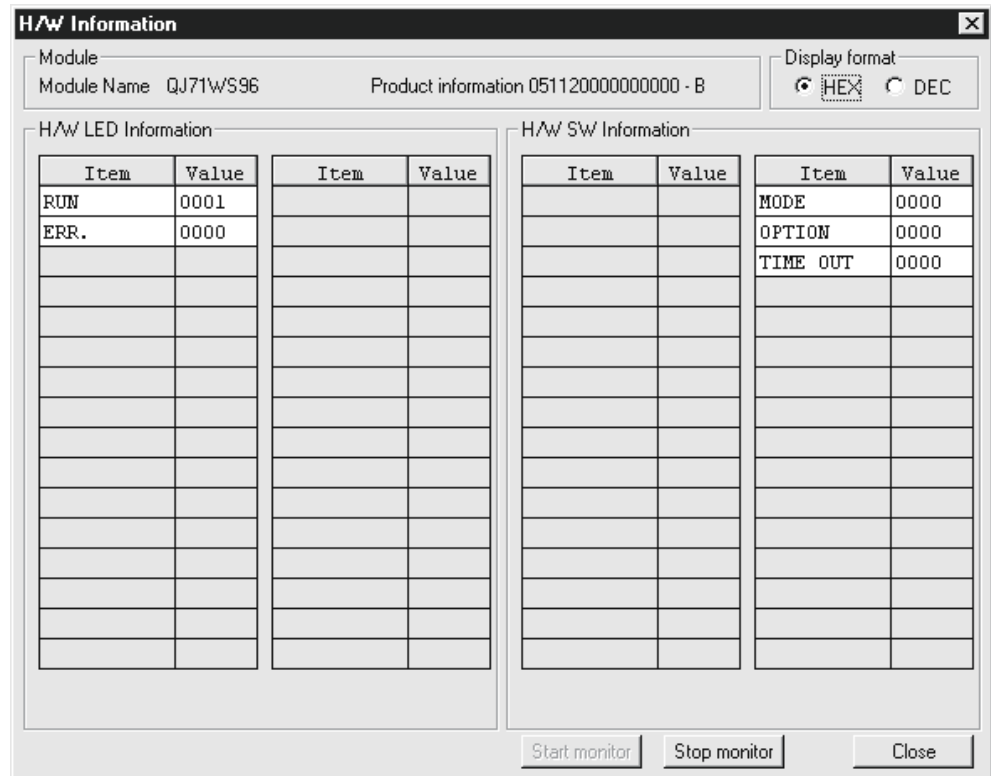 H/W Information
Module
Module Name QJ71WS96 Product information 051120000000000 - B
Display format
HEX DEC
H/W LED Information
H/W SW Information
Item Value Item Value Item Value Item Value
RUN 0001 MODE 0000
ERR. 0000 OPTION 0000
TIME OUT 0000
Start monitor Stop monitor Close